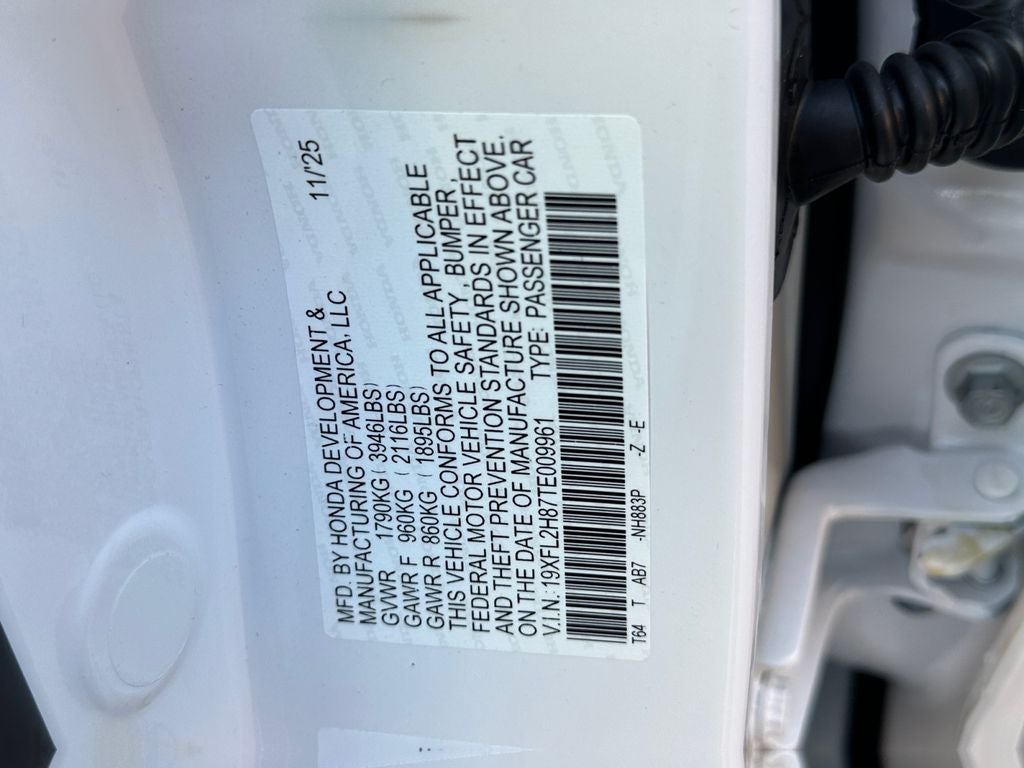 MFD. BY HONDA DEVELOPMENT & 11/'25
MANUFACTURING OF AMERICA, LLC
GVWR 1790KG ( 3946LBS)
GAWR F 960KG ( 2116LBS)
GAWR R 860KG ( 1895LBS)
THIS VEHICLE CONFORMS TO ALL APPLICABLE
FEDERAL MOTOR VEHICLE SAFETY, BUMPER,
AND THEFT PREVENTION STANDARDS IN EFFECT
ON THE DATE OF MANUFACTURE SHOWN ABOVE.
V.I.N.:19XFL2H87TE009961 TYPE: PASSENGER CAR
T64 T AB7 -NH883P -Z -E